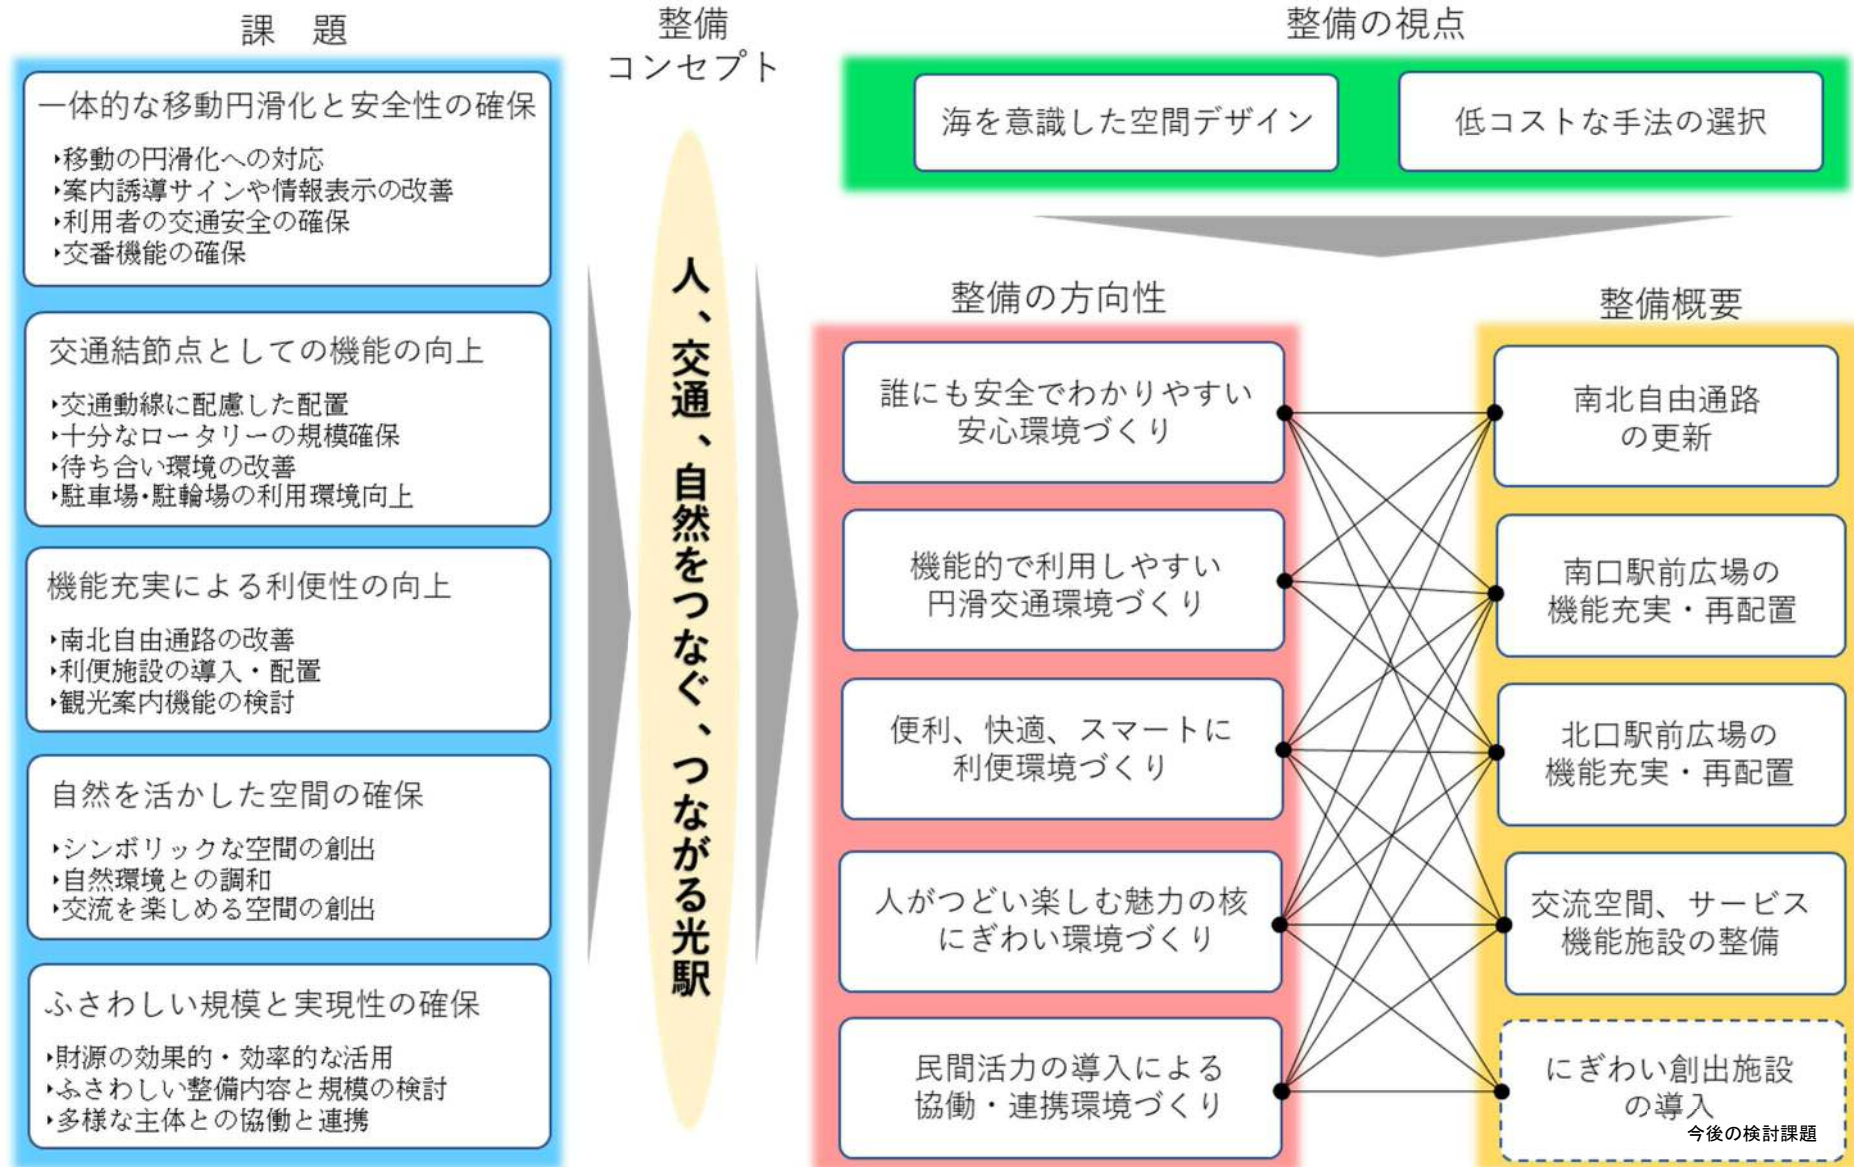 課　題
一体的な移動円滑化と安全性の確保
‣移動の円滑化への対応
‣案内誘導サインや情報表示の改善
‣利用者の交通安全の確保
‣交番機能の確保
交通結節点としての機能の向上
‣交通動線に配慮した配置
‣十分なロータリーの規模確保
‣待ち合い環境の改善
‣駐車場・駐輪場の利用環境向上
機能充実による利便性の向上
‣南北自由通路の改善
‣利便施設の導入・配置
‣観光案内機能の検討
自然を活かした空間の確保
‣シンボリックな空間の創出
‣自然環境との調和
‣交流を楽しめる空間の創出
ふさわしい規模と実現性の確保
‣財源の効果的・効率的な活用
‣ふさわしい整備内容と規模の検討
‣多様な主体との協働と連携
整備
コンセプト
人、交通、自然をつなぐ、つながる光駅
整備の視点
海を意識した空間デザイン
低コストな手法の選択
整備の方向性
誰にも安全でわかりやすい
安心環境づくり
機能的で利用しやすい
円滑交通環境づくり
便利、快適、スマートに
利便環境づくり
人がつどい楽しむ魅力の核
にぎわい環境づくり
民間活力の導入による
協働・連携環境づくり
整備概要
南北自由通路
の更新
南口駅前広場の
機能充実・再配置
北口駅前広場の
機能充実・再配置
交流空間、サービス
機能施設の整備
にぎわい創出施設
の導入
今後の検討課題